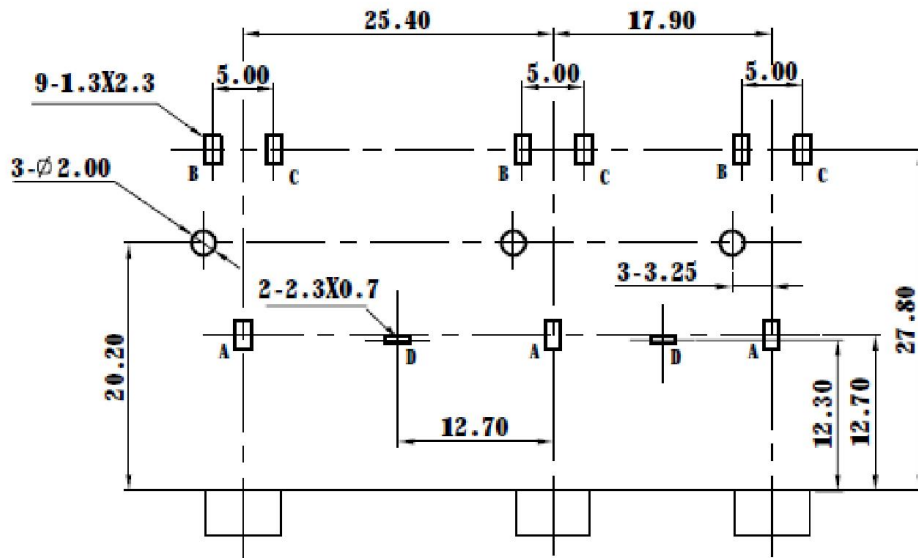 25.40
17.90
5.00
5.00
5.00
9-1.3X2.3
B
C
B
C
B
C
3-Ø2.00
3-3.25
2-2.3X0.7
A
D
A
D
A
20.20
12.70
12.30
12.70
27.80